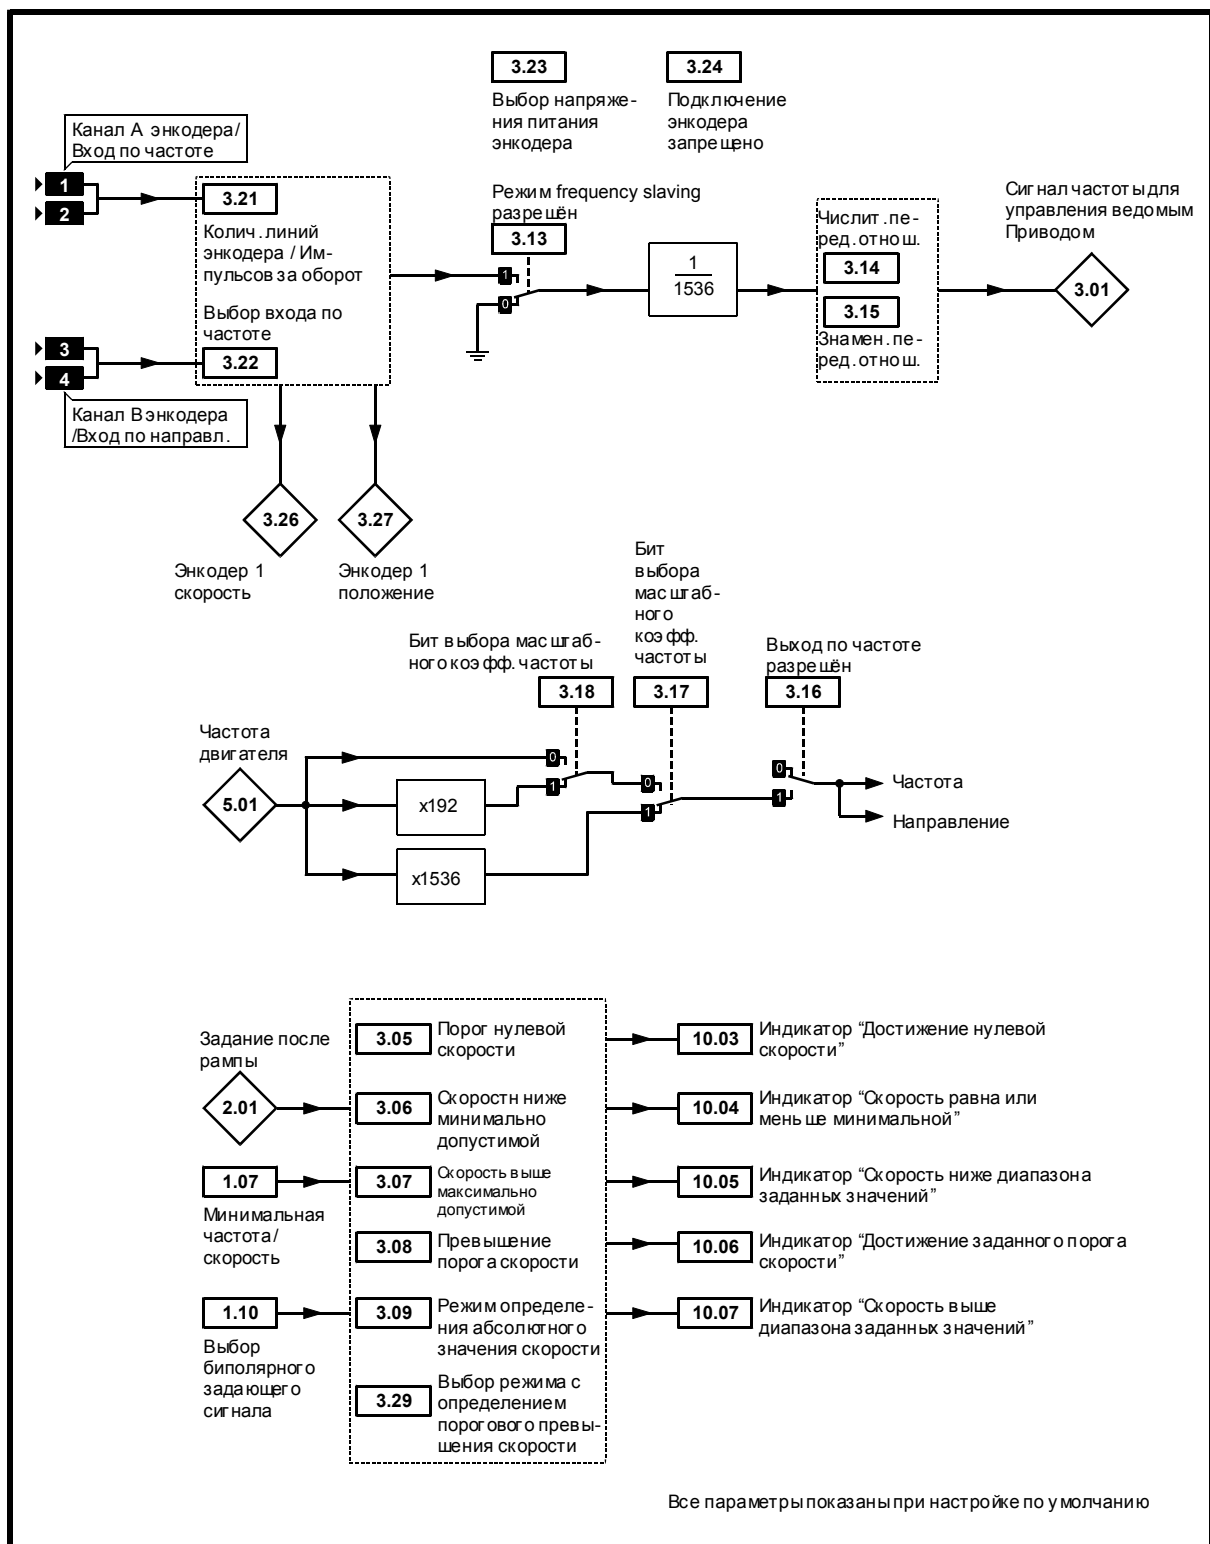 3.23
Выбор напряже-
ния питания
энкодера
3.24
Подключение
энкодера
запрещено
Канал А энкодера/
Вход по частоте
1
2
3.21
Колич. линий
энкодера / Им-
пульсов за оборот
Выбор входа по
частоте
3.22
3
4
Канал В энкодера
/Вход по направл.
Режим frequency slaving
разрешён
3.13
1
0
1
1536
Числит. пе-
ред. отнош.
3.14
3.15
Знамен. пе-
ред. отнош.
Сигнал частоты для
управления ведомым
Приводом
3.01
3.26
3.27
Энкодер 1
скорость
Энкодер 1
положение
Бит выбора масштаб-
ного коэфф. частоты
3.18
Бит
выбора
масштаб-
ного
коэфф.
частоты
3.17
Выход по частоте
разрешён
3.16
Частота
двигателя
5.01
0
1
x192
0
1
x1536
0
1
Частота
Направление
Задание после
рампы
2.01
1.07
Минимальная
частота/
скорость
1.10
Выбор
биполярного
задающего
сигнала
3.05
Порог нулевой
скорости
3.06
Скоростн ниже
минимально
допустимой
3.07
Скорость выше
максимально
допустимой
3.08
Превышение
порога скорости
3.09
Режим определе-
ния абсолютного
значения скорости
3.29
Выбор режима с
определением
порогового превы-
шения скорости
10.03
Индикатор “Достижение нулевой
скорости”
10.04
Индикатор “Скорость равна или
меньше минимальной”
10.05
Индикатор “Скорость ниже диапазона
заданных значений”
10.06
Индикатор “Достижение заданного порога
скорости”
10.07
Индикатор “Скорость выше
диапазона заданных значений”
Все параметры показаны при настройке по умолчанию